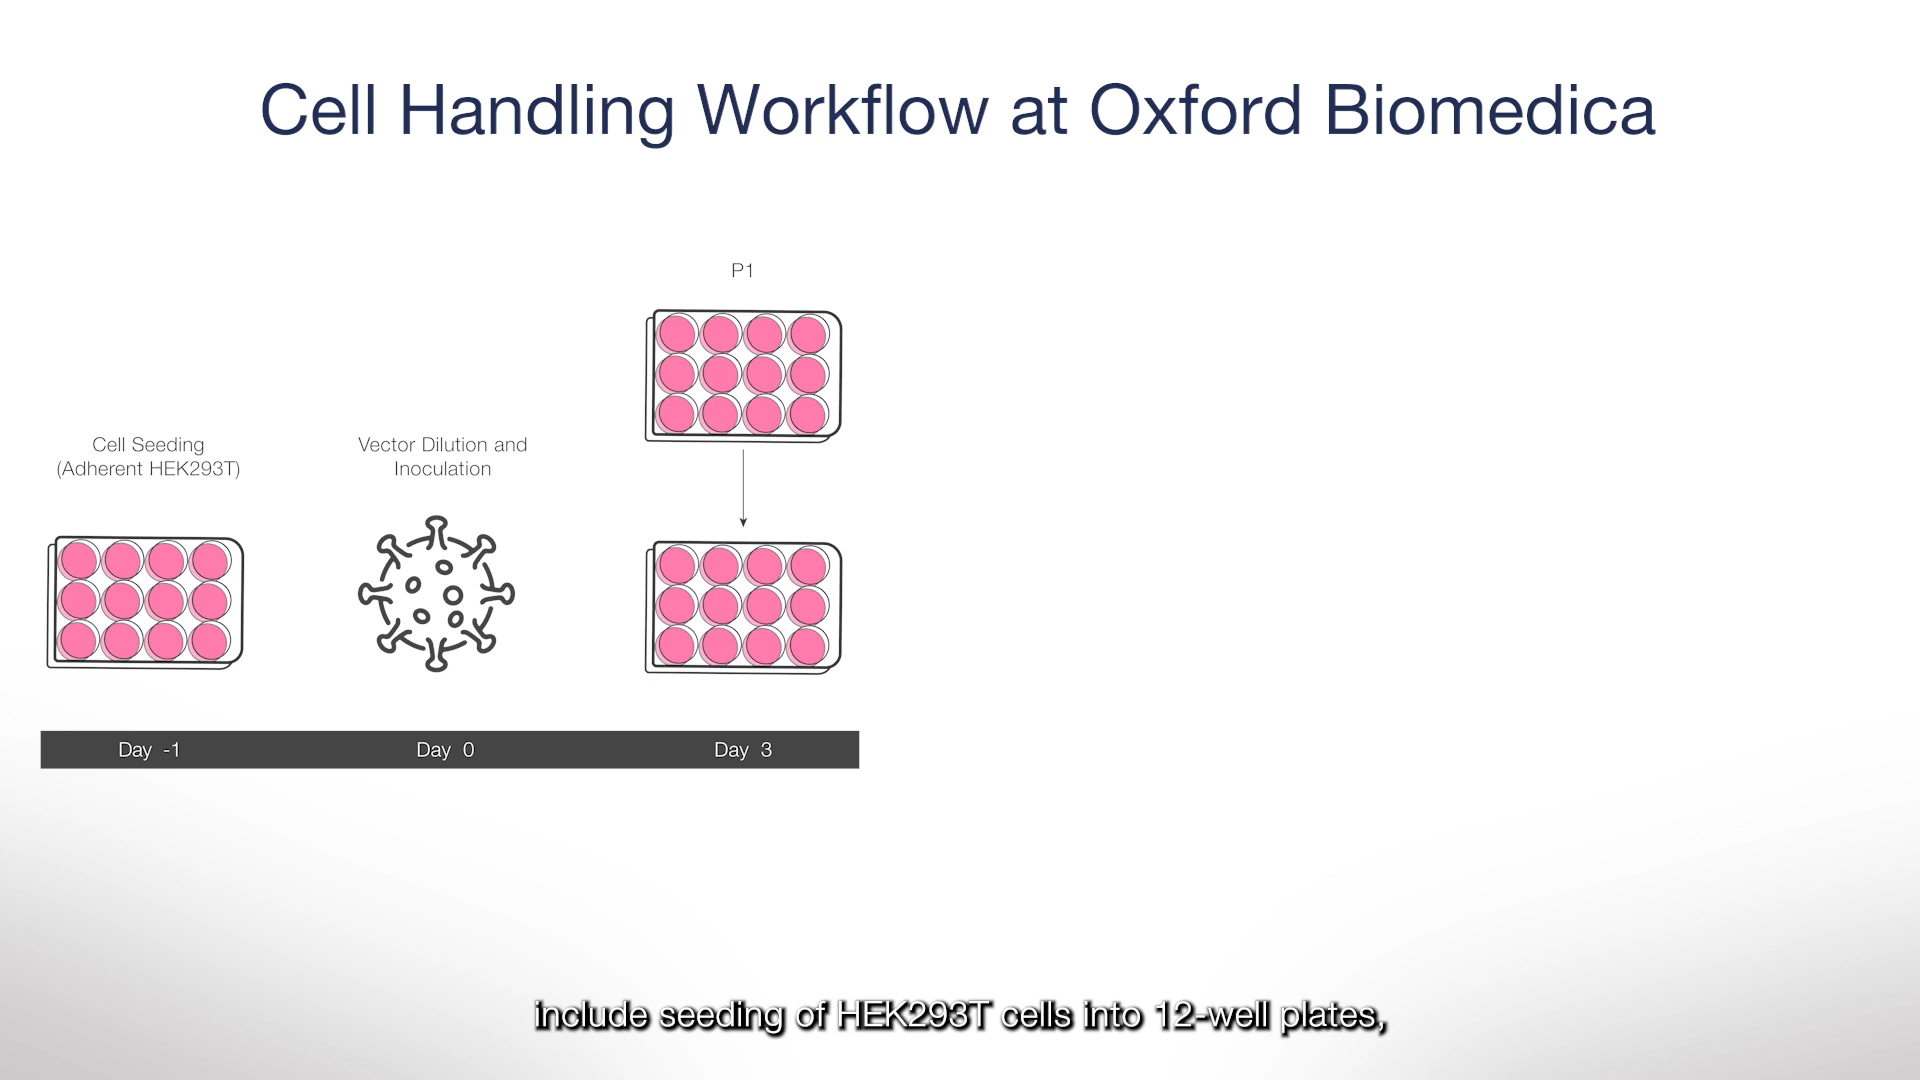 Cell Handling Workflow at Oxford Biomedica
P1
Cell Seeding
(Adherent HEK293T)
Vector Dilution and
Inoculation
Day -1
Day 0
Day 3
include seeding of HEK293T cells into 12-well plates,